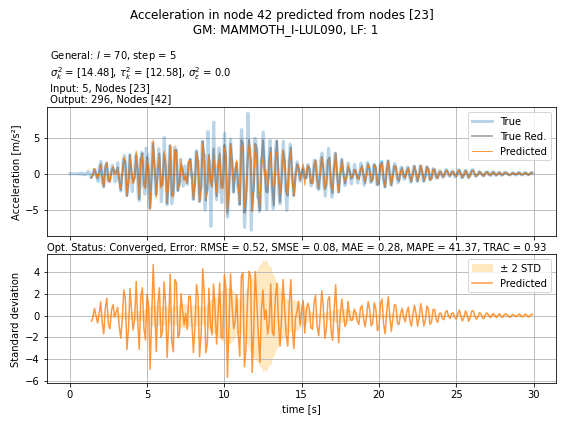 Acceleration in node 42 predicted from nodes [23]
GM: MAMMOTH_I-LUL090, LF: 1
General: l = 70, step = 5
σ²ₖ = [14.48], τ²ₖ = [12.58], σ²ε = 0.0
Input: 5, Nodes [23]
Output: 296, Nodes [42]
Acceleration [m/s²]
5
0
−5
True
True Red.
Predicted
Opt. Status: Converged, Error: RMSE = 0.52, SMSE = 0.08, MAE = 0.28, MAPE = 41.37, TRAC = 0.93
Standard deviation
4
2
0
−2
−4
−6
± 2 STD
Predicted
0 5 10 15 20 25 30
time [s]